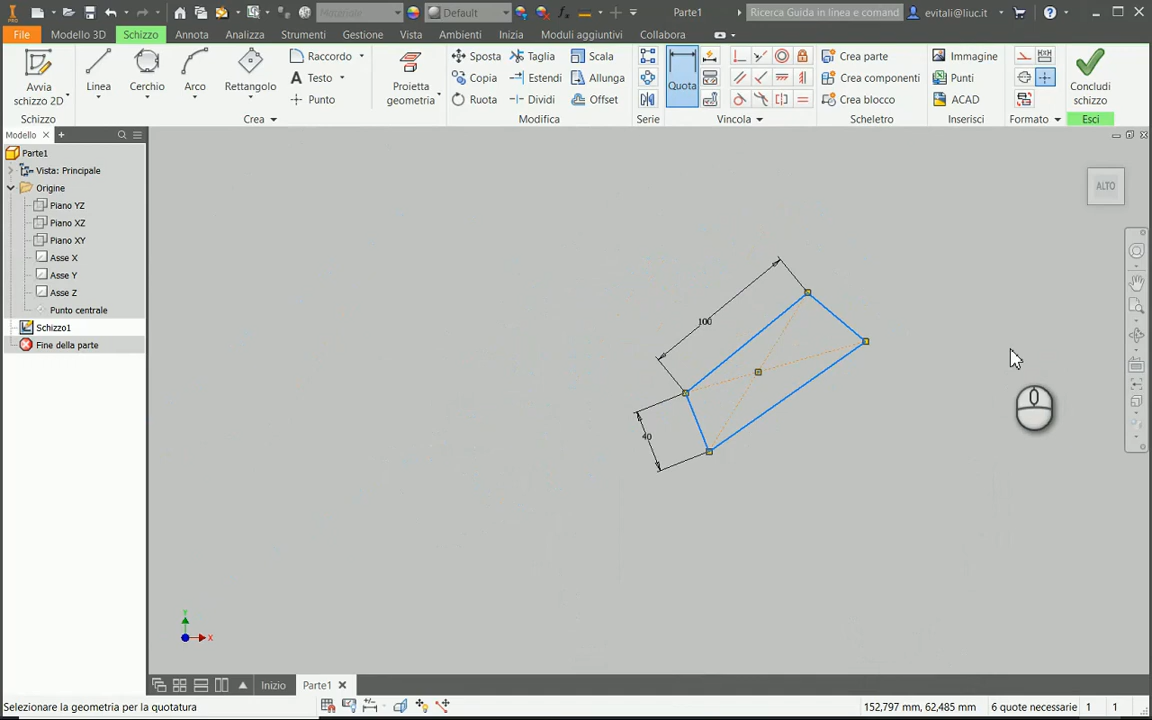 PRO
Materiale
Default
Parte1
Ricerca Guida in linea e comand
evitali@liuc.it
File
Modello 3D
Schizzo
Annota
Analizza
Strumenti
Gestione
Vista
Ambienti
Inizia
Moduli aggiuntivi
Collabora
Avvia
schizzo 2D
Linea
Cerchio
Arco
Rettangolo
Raccordo
Testo
Punto
Proietta
geometria
Sposta
Copia
Ruota
Taglia
Estendi
Dividi
Scala
Allunga
Offset
Quota
Crea parte
Crea componenti
Crea blocco
Immagine
Punti
ACAD
Concludi
schizzo
Schizzo
Crea
Modifica
Serie
Vincola
Scheletro
Inserisci
Formato
Esci
Modello
Parte1
Vista: Principale
Origine
Piano YZ
Piano XZ
Piano XY
Asse X
Asse Y
Asse Z
Punto centrale
Schizzo1
Fine della parte
ALTO
100
40
Y
X
Inizio
Parte1
Selezionare la geometria per la quotatura
152,797 mm, 62,485 mm
6 quote necessarie
1
1